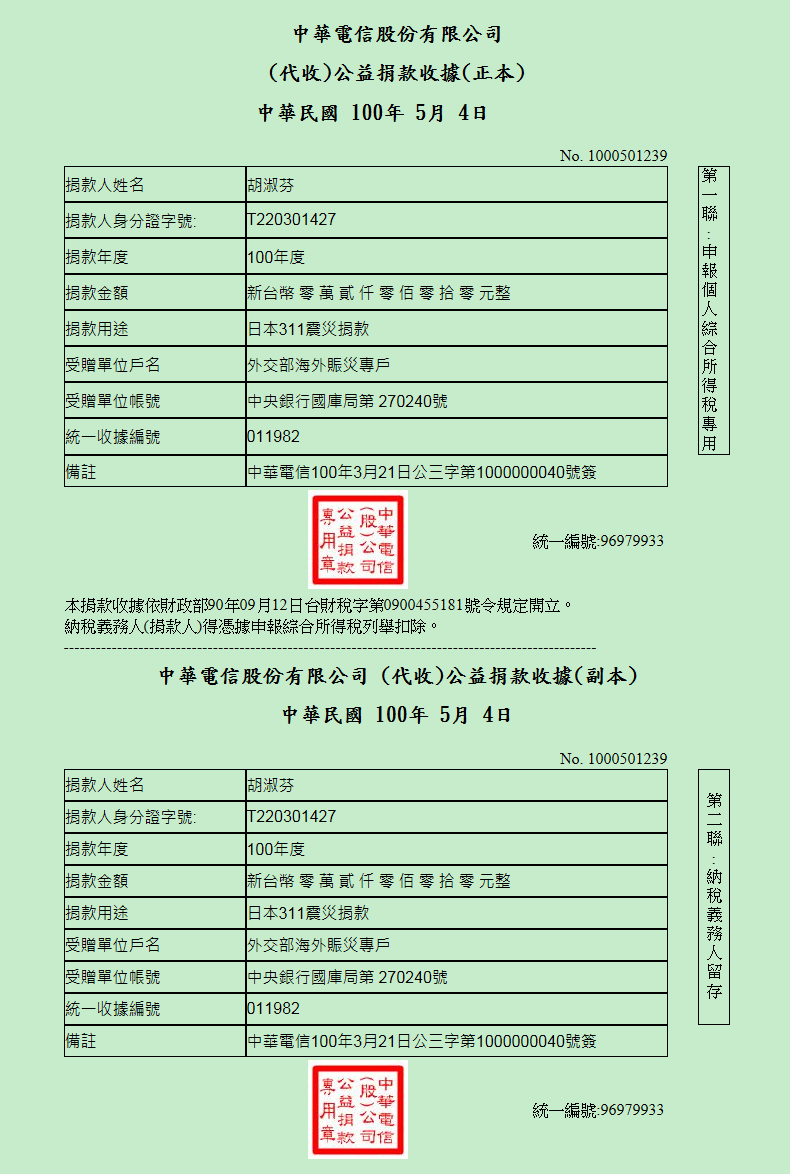 中華電信股份有限公司
(代收)公益捐款收據(正本)
中華民國 100年 5月 4日
No. 1000501239
捐款人姓名 胡淑芬
捐款人身分證字號: T220301427
捐款年度 100年度
捐款金額 新台幣 零 萬 貳 仟 零 佰 零 拾 零 元整
捐款用途 日本311震災捐款
受贈單位戶名 外交部海外賑災專戶
受贈單位帳號 中央銀行國庫局第 270240號
統一收據編號 011982
備註 中華電信100年3月21日公三字第1000000040號簽
第一聯:申報個人綜合所得稅專用
中華電信
(股)公司
公益捐款
專用章
統一編號:96979933
本捐款收據依財政部90年09月12日台財稅字第0900455181號令規定開立。
納稅義務人(捐款人)得憑據申報綜合所得稅列舉扣除。
中華電信股份有限公司 (代收)公益捐款收據(副本)
中華民國 100年 5月 4日
No. 1000501239
捐款人姓名 胡淑芬
捐款人身分證字號: T220301427
捐款年度 100年度
捐款金額 新台幣 零 萬 貳 仟 零 佰 零 拾 零 元整
捐款用途 日本311震災捐款
受贈單位戶名 外交部海外賑災專戶
受贈單位帳號 中央銀行國庫局第 270240號
統一收據編號 011982
備註 中華電信100年3月21日公三字第1000000040號簽
第二聯:納稅義務人留存
中華電信
(股)公司
公益捐款
專用章
統一編號:96979933